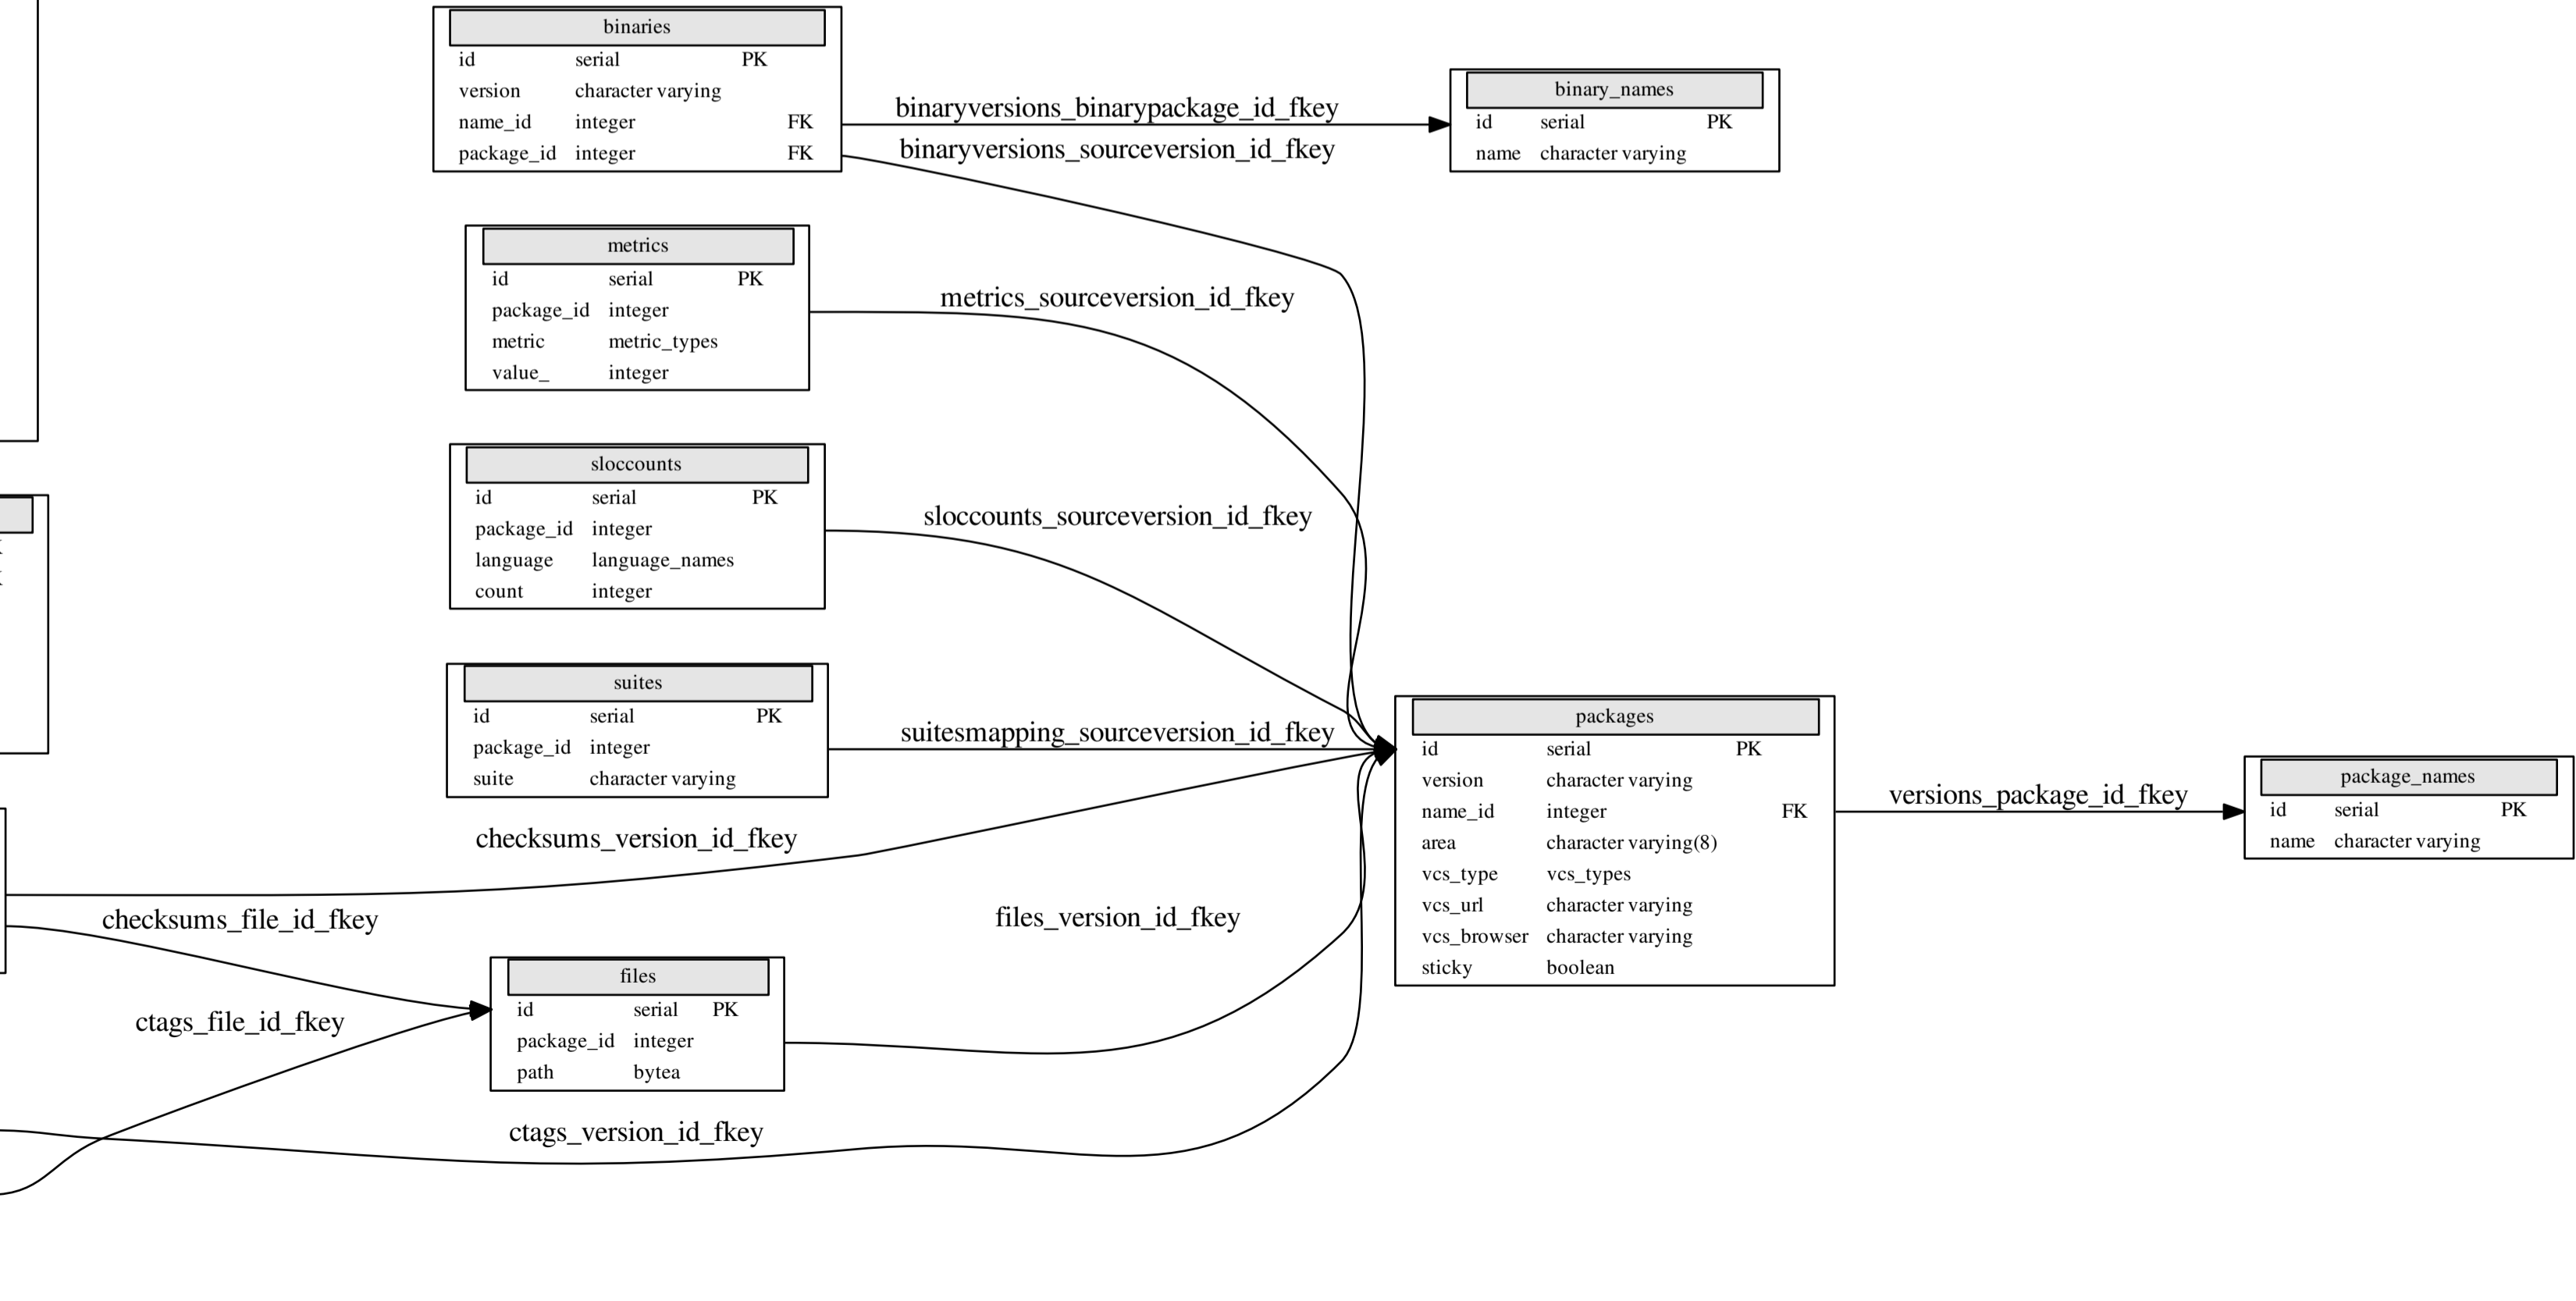 binaries
id serial PK
version character varying
name_id integer FK
package_id integer FK
binaryversions_binarypackage_id_fkey
binaryversions_sourceversion_id_fkey
binary_names
id serial PK
name character varying
metrics
id serial PK
package_id integer
metric metric_types
value_ integer
metrics_sourceversion_id_fkey
sloccounts
id serial PK
package_id integer
language language_names
count integer
sloccounts_sourceversion_id_fkey
suites
id serial PK
package_id integer
suite character varying
suitesmapping_sourceversion_id_fkey
packages
id serial PK
version character varying
name_id integer FK
area character varying(8)
vcs_type vcs_types
vcs_url character varying
vcs_browser character varying
sticky boolean
versions_package_id_fkey
package_names
id serial PK
name character varying
checksums_version_id_fkey
checksums_file_id_fkey
files_version_id_fkey
files
id serial PK
package_id integer
path bytea
ctags_file_id_fkey
ctags_version_id_fkey